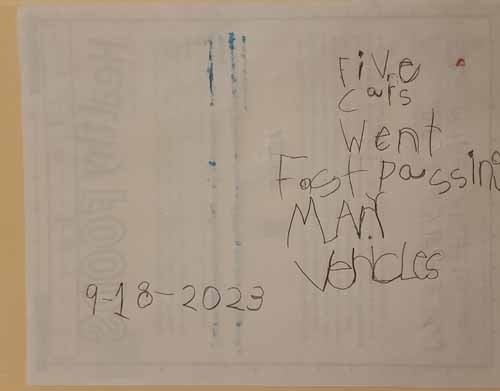 Five
Cars
Went
Fast passing
MANY
Vehicles
9-18-2023